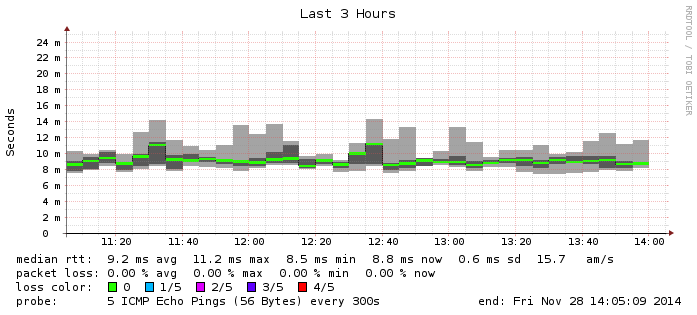 Last 3 Hours
RRDTOOL / TOBI OETIKER
Seconds
24 m
22 m
20 m
18 m
16 m
14 m
12 m
10 m
8 m
6 m
4 m
2 m
0
11:20 11:40 12:00 12:20 12:40 13:00 13:20 13:40 14:00
median rtt: 9.2 ms avg 11.2 ms max 8.5 ms min 8.8 ms now 0.6 ms sd 15.7 am/s
packet loss: 0.00 % avg 0.00 % max 0.00 % min 0.00 % now
loss color: 0 1/5 2/5 3/5 4/5
probe: 5 ICMP Echo Pings (56 Bytes) every 300s end: Fri Nov 28 14:05:09 2014